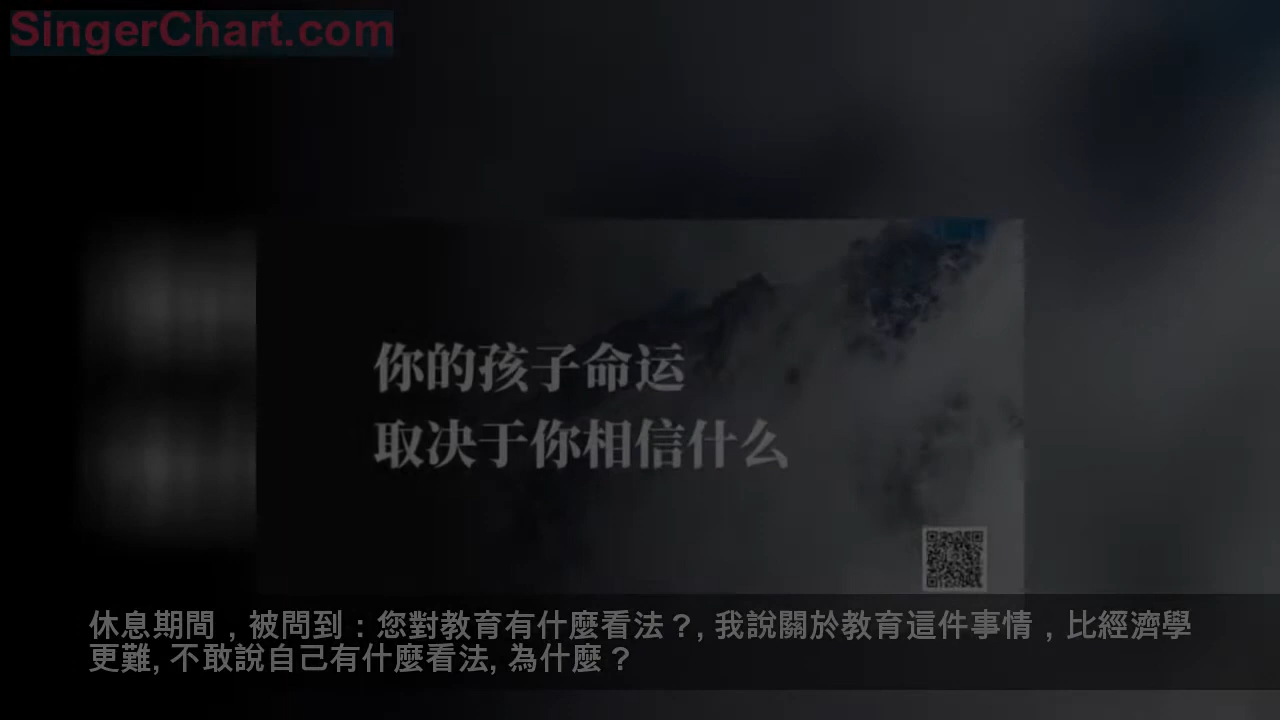 SingerChart.com
你的孩子命运
取决于你相信什么
休息期間，被問到：您對教育有什麼看法？, 我說關於教育這件事情，比經濟學
更難, 不敢說自己有什麼看法, 為什麼？